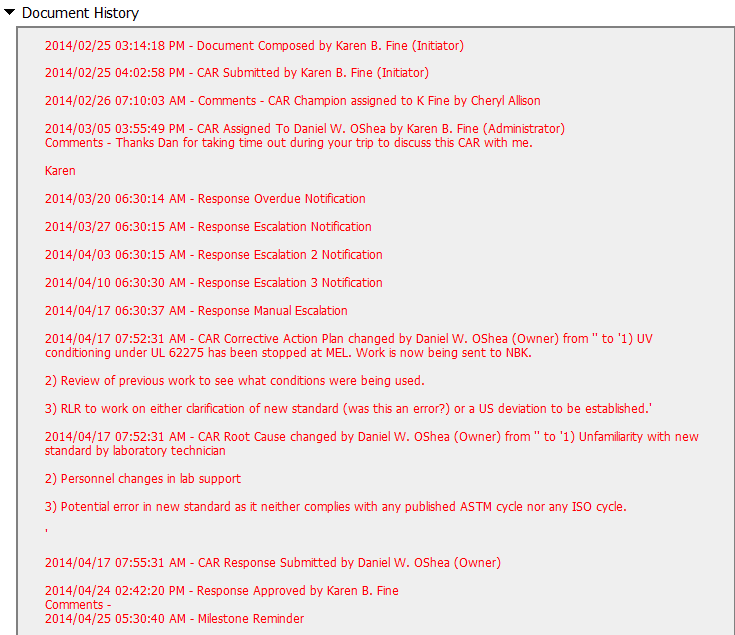 Document History
2014/02/25 03:14:18 PM - Document Composed by Karen B. Fine (Initiator)
2014/02/25 04:02:58 PM - CAR Submitted by Karen B. Fine (Initiator)
2014/02/26 07:10:03 AM - Comments - CAR Champion assigned to K Fine by Cheryl Allison
2014/03/05 03:55:49 PM - CAR Assigned To Daniel W. OShea by Karen B. Fine (Administrator)
Comments - Thanks Dan for taking time out during your trip to discuss this CAR with me.
Karen
2014/03/20 06:30:14 AM - Response Overdue Notification
2014/03/27 06:30:15 AM - Response Escalation Notification
2014/04/03 06:30:15 AM - Response Escalation 2 Notification
2014/04/10 06:30:30 AM - Response Escalation 3 Notification
2014/04/17 06:30:37 AM - Response Manual Escalation
2014/04/17 07:52:31 AM - CAR Corrective Action Plan changed by Daniel W. OShea (Owner) from '' to '1) UV
conditioning under UL 62275 has been stopped at MEL. Work is now being sent to NBK.
2) Review of previous work to see what conditions were being used.
3) RLR to work on either clarification of new standard (was this an error?) or a US deviation to be established.'
2014/04/17 07:52:31 AM - CAR Root Cause changed by Daniel W. OShea (Owner) from '' to '1) Unfamiliarity with new
standard by laboratory technician
2) Personnel changes in lab support
3) Potential error in new standard as it neither complies with any published ASTM cycle nor any ISO cycle.
'
2014/04/17 07:55:31 AM - CAR Response Submitted by Daniel W. OShea (Owner)
2014/04/24 02:42:20 PM - Response Approved by Karen B. Fine
Comments -
2014/04/25 05:30:40 AM - Milestone Reminder